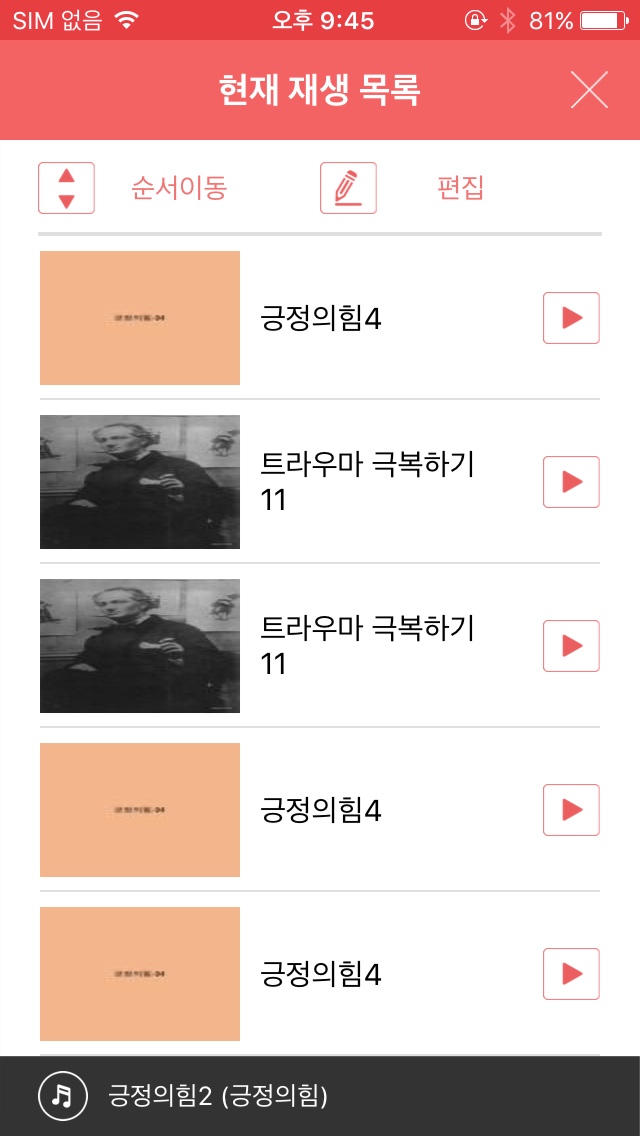 SIM 없음 오후 9:45 81%
현재 재생 목록
순서이동 편집
긍정의힘4
트라우마 극복하기
11
트라우마 극복하기
11
긍정의힘4
긍정의힘4
긍정의힘2 (긍정의힘)